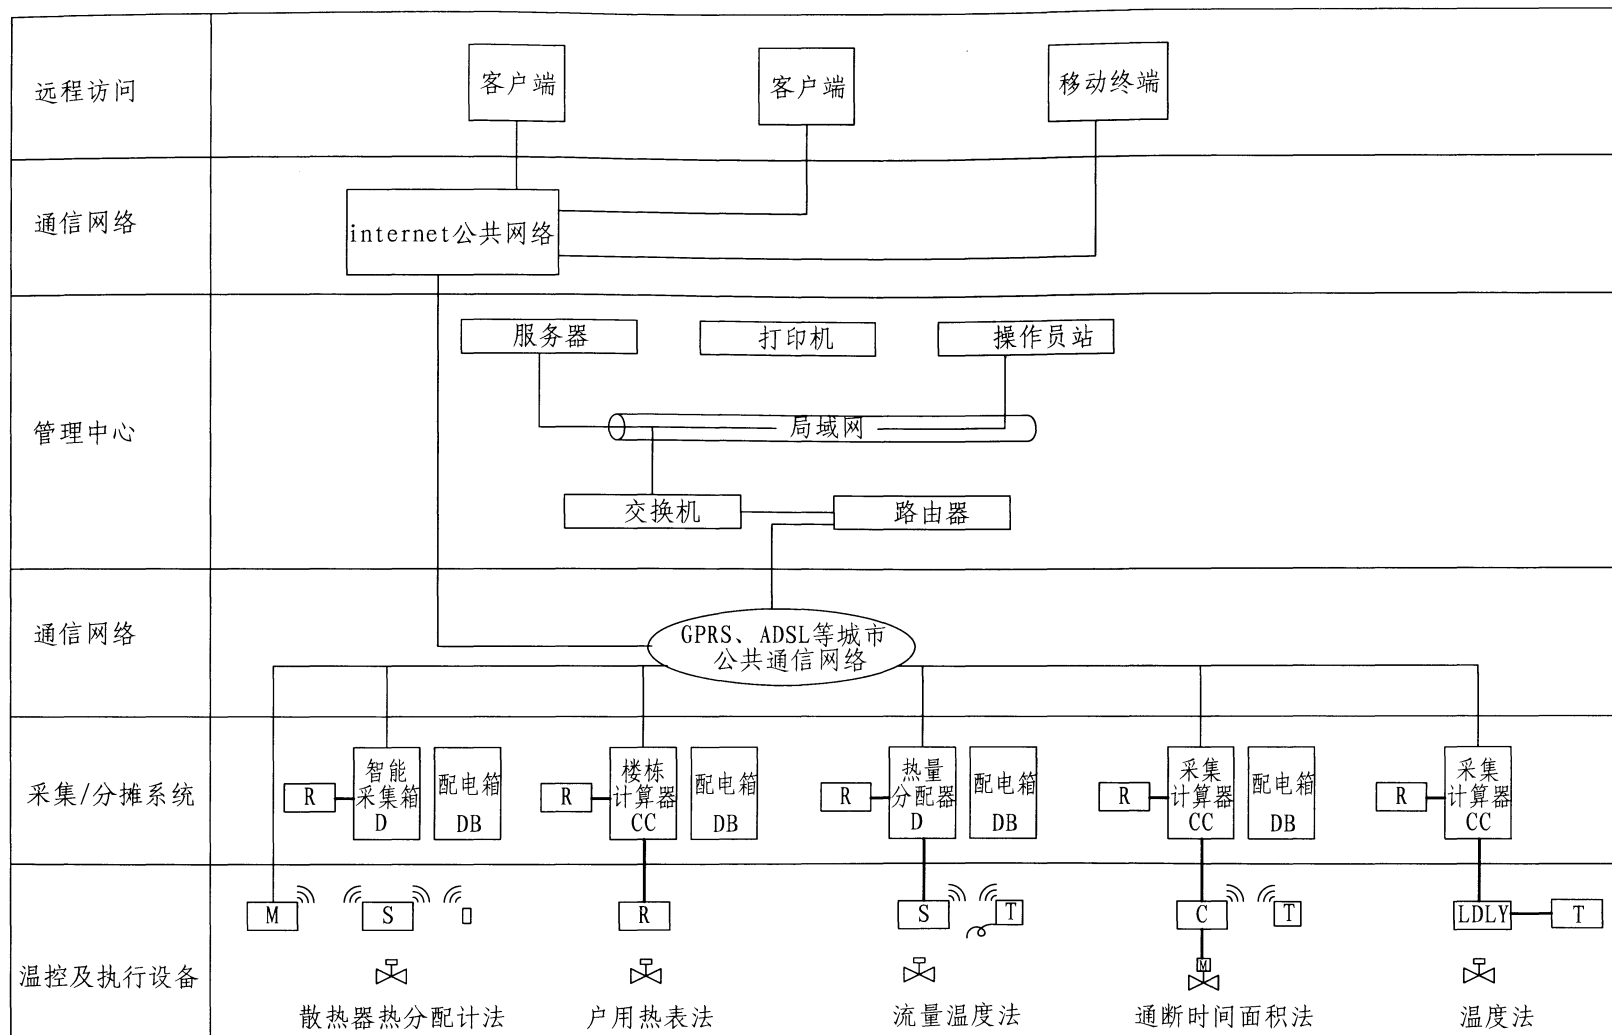 远程访问
客户端
客户端
移动终端
通信网络
internet公共网络
管理中心
服务器
打印机
操作员站
局域网
交换机
路由器
通信网络
GPRS、ADSL等城市
公共通信网络
采集/分摊系统
R
智能
采集箱
D
配电箱
DB
R
楼栋
计算器
CC
配电箱
DB
R
热量
分配器
D
配电箱
DB
R
采集
计算器
CC
配电箱
DB
R
采集
计算器
CC
温控及执行设备
M
S
R
S
T
C
T
LDLY
T
M
散热器热分配计法
户用热表法
流量温度法
通断时间面积法
温度法